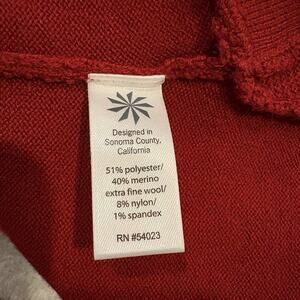 Designed in
Sonoma County,
California
51% polyester/
40% merino
extra fine wool/
8% nylon/
1% spandex
RN #54023